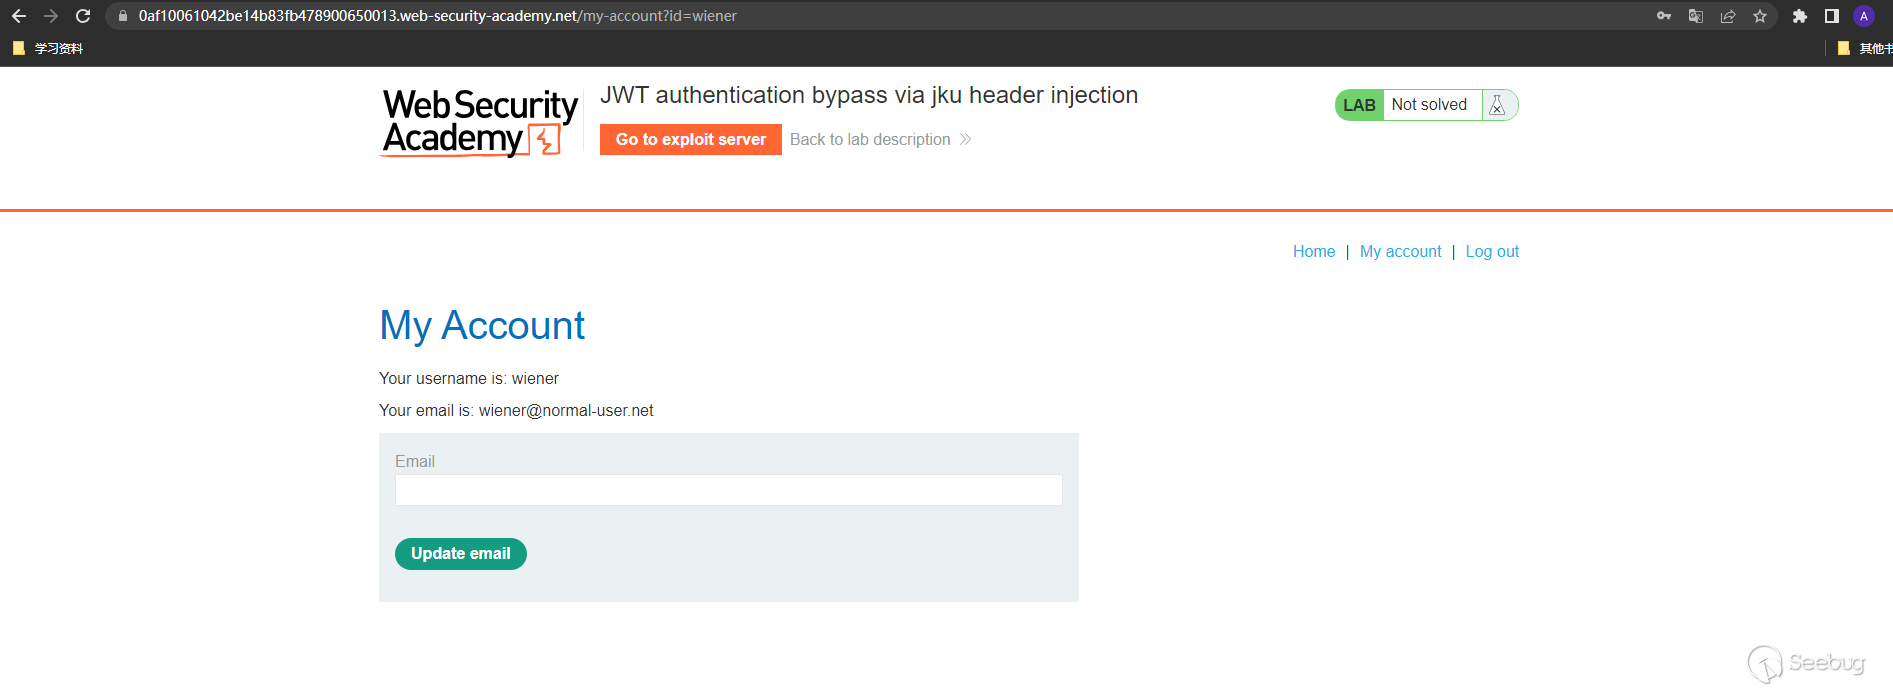 0af10061042be14b83fb478900650013.web-security-academy.net/my-account?id=wiener
A
学习资料
其他书
Web Security
Academy
JWT authentication bypass via jku header injection
Go to exploit server
Back to lab description
LAB Not solved
Home | My account | Log out
My Account
Your username is: wiener
Your email is: wiener@normal-user.net
Email
Update email
Seebug